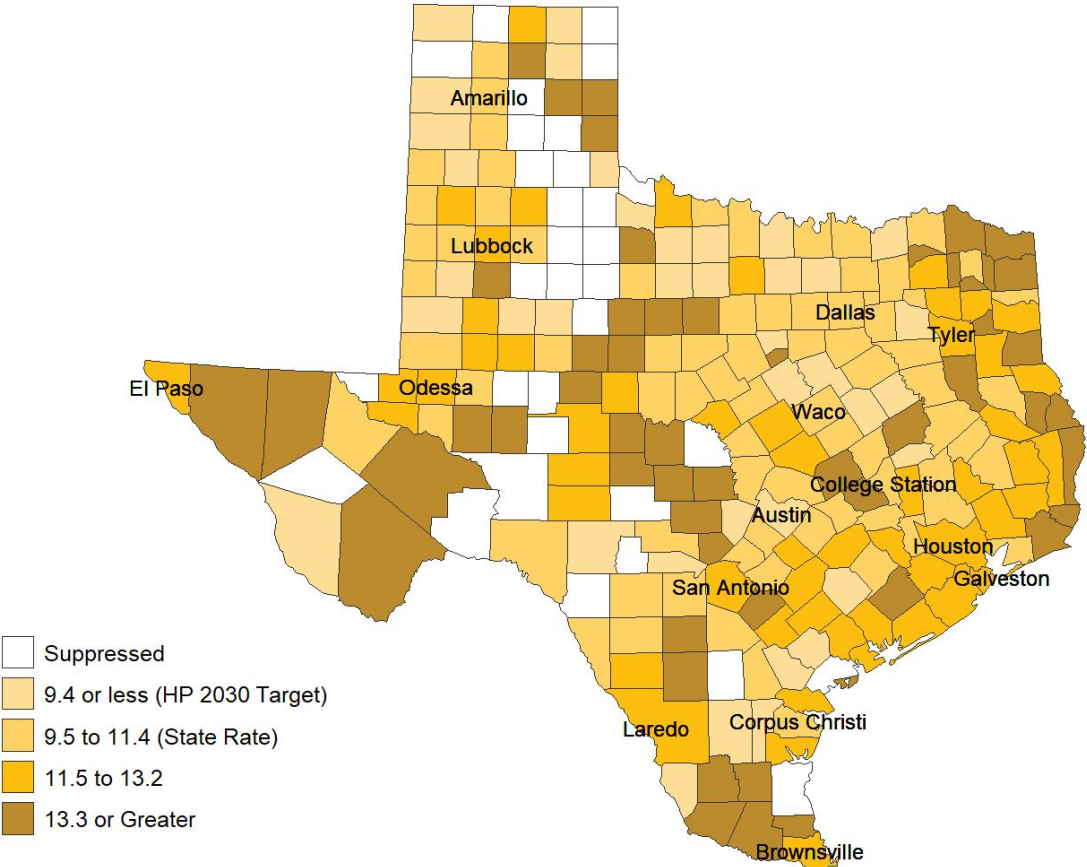 Amarillo
Lubbock
Dallas
Tyler
El Paso
Odessa
Waco
College Station
Austin
Houston
Galveston
San Antonio
Suppressed
9.4 or less (HP 2030 Target)
9.5 to 11.4 (State Rate)
11.5 to 13.2
13.3 or Greater
Laredo
Corpus Christi
Brownsville